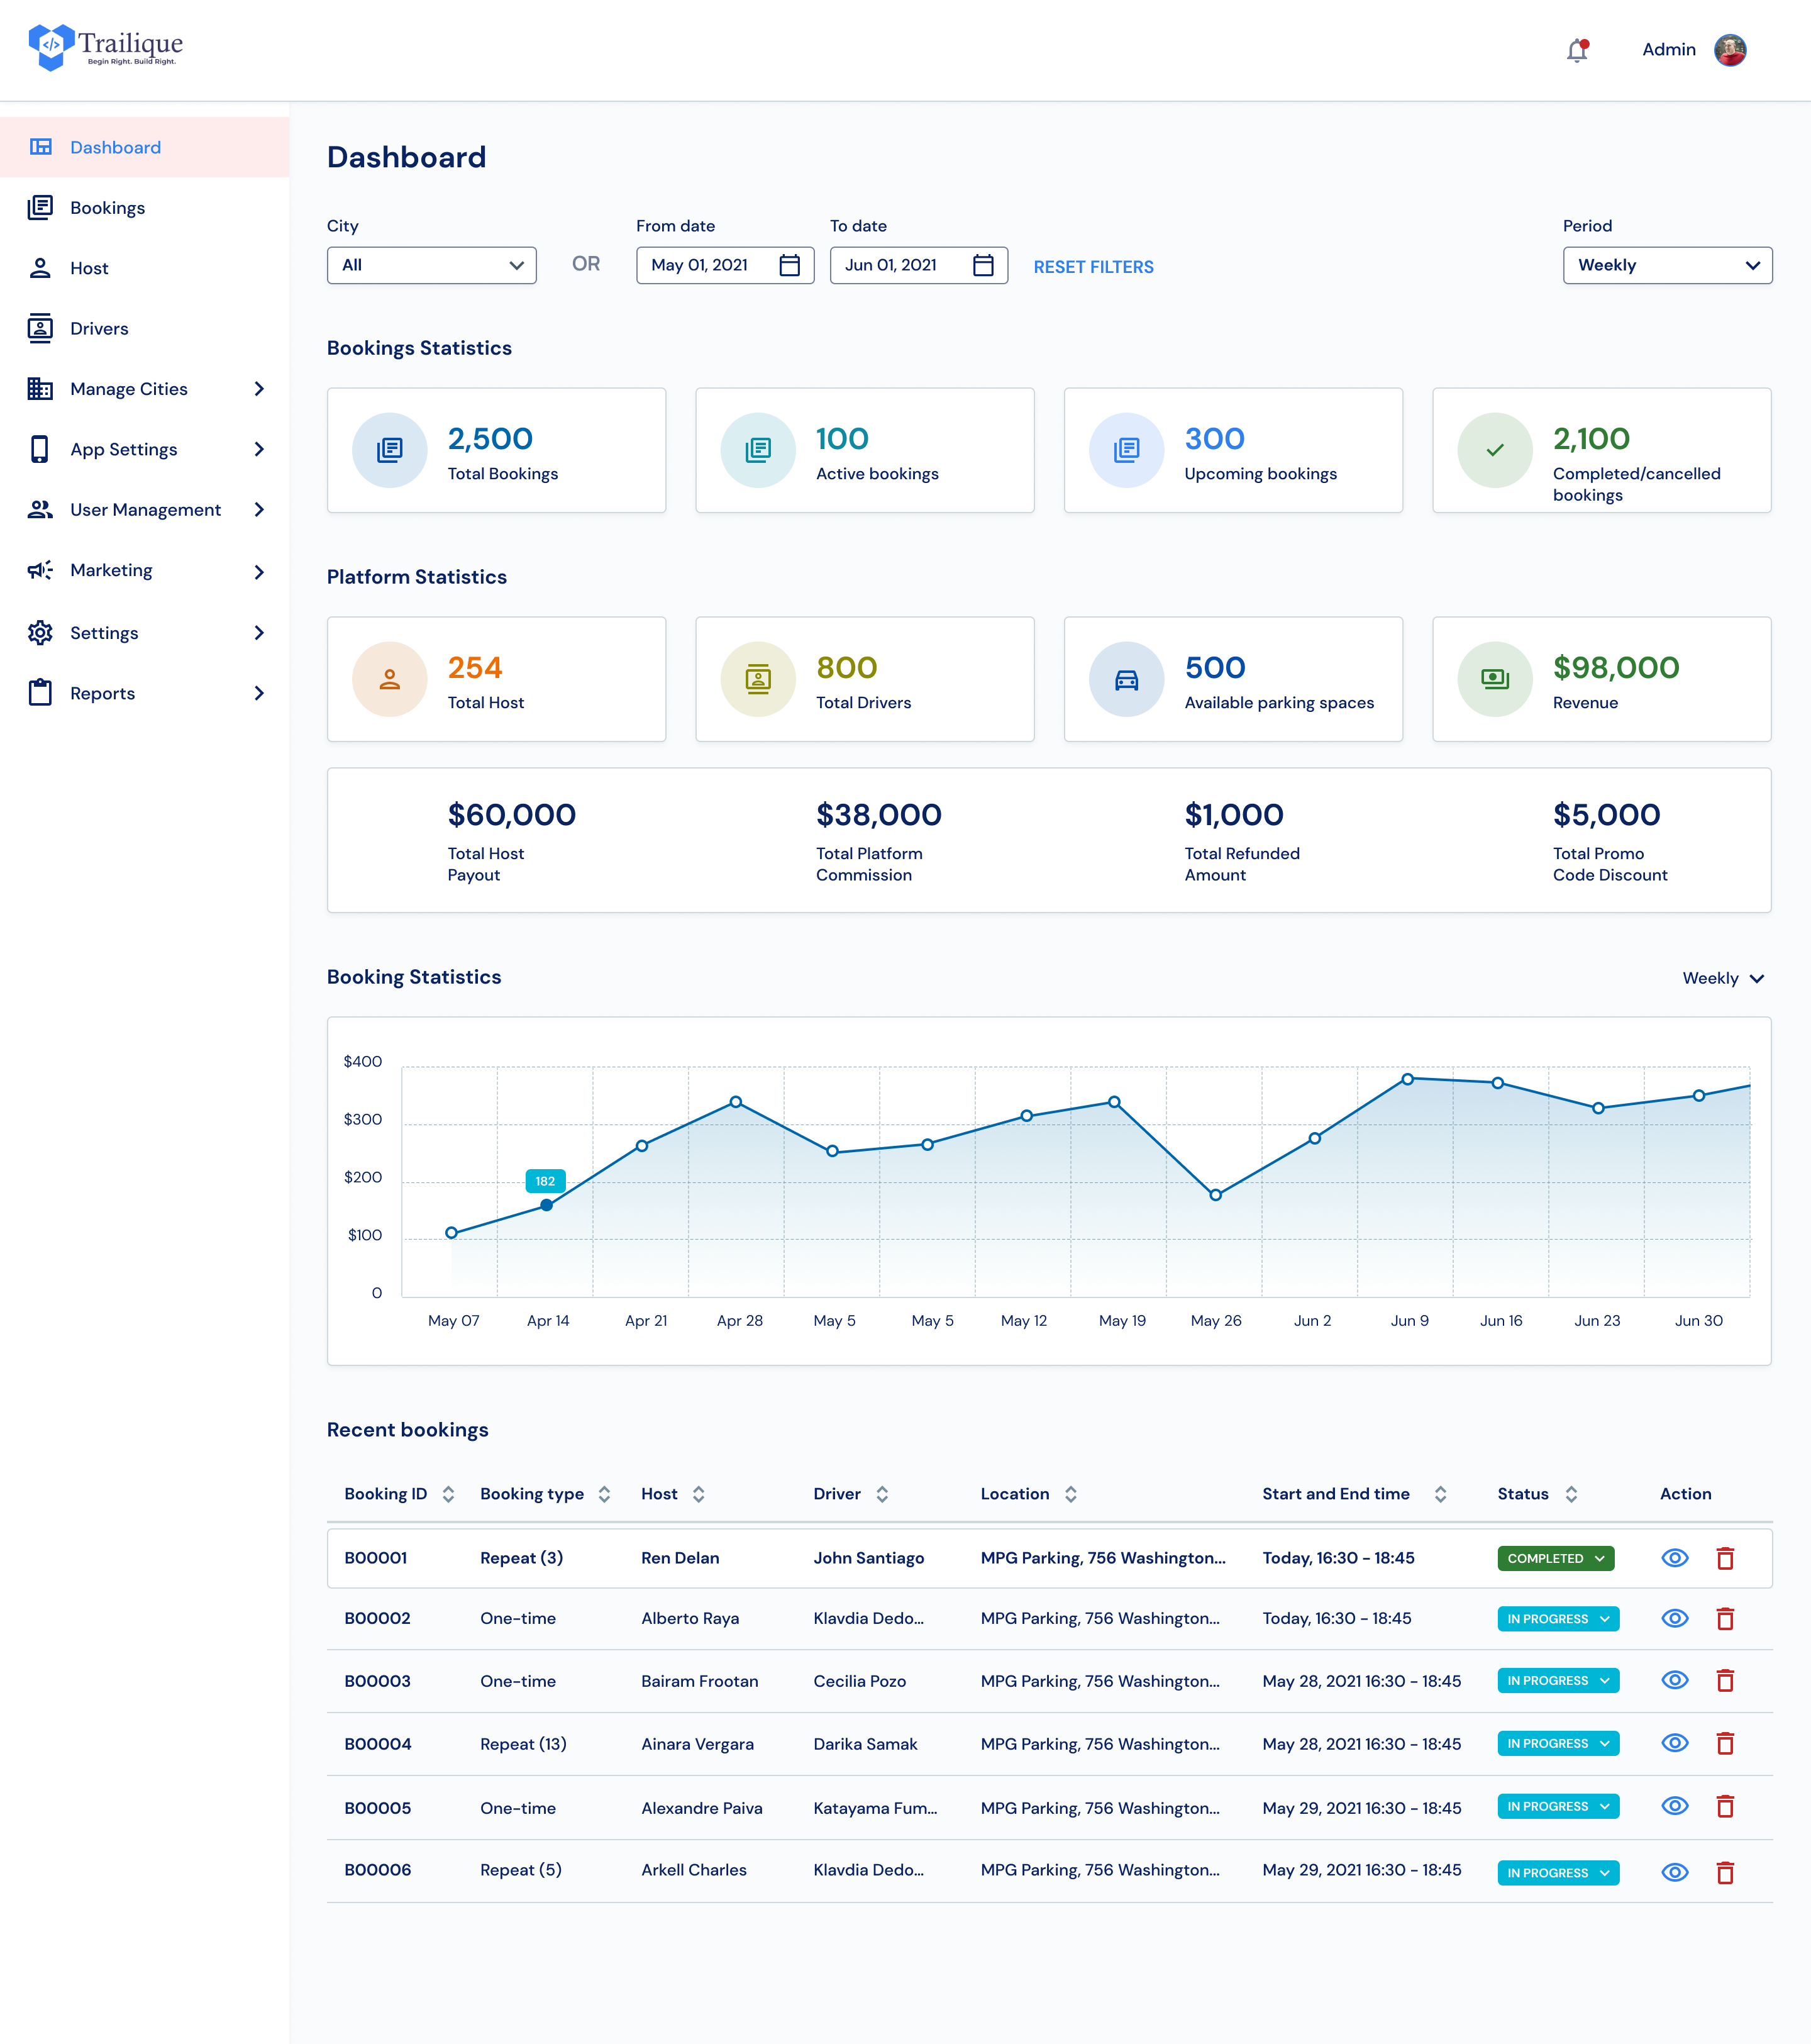 </>
Trailique
Begin Right. Build Right.
Admin
Dashboard
Bookings
Host
Drivers
Manage Cities
App Settings
User Management
Marketing
Settings
Reports
Dashboard
City
All
OR
From date
May 01, 2021
To date
Jun 01, 2021
RESET FILTERS
Period
Weekly
Bookings Statistics
2,500
Total Bookings
100
Active bookings
300
Upcoming bookings
2,100
Completed/cancelled
bookings
Platform Statistics
254
Total Host
800
Total Drivers
500
Available parking spaces
$98,000
Revenue
$60,000
Total Host
Payout
$38,000
Total Platform
Commission
$1,000
Total Refunded
Amount
$5,000
Total Promo
Code Discount
Booking Statistics
Weekly
$400
$300
$200
$100
0
182
May 07 Apr 14 Apr 21 Apr 28 May 5 May 5 May 12 May 19 May 26 Jun 2 Jun 9 Jun 16 Jun 23 Jun 30
Recent bookings
Booking ID Booking type Host Driver Location Start and End time Status Action
B00001 Repeat (3) Ren Delan John Santiago MPG Parking, 756 Washington... Today, 16:30 - 18:45 COMPLETED
B00002 One-time Alberto Raya Klavdia Dedo... MPG Parking, 756 Washington... Today, 16:30 - 18:45 IN PROGRESS
B00003 One-time Bairam Frootan Cecilia Pozo MPG Parking, 756 Washington... May 28, 2021 16:30 - 18:45 IN PROGRESS
B00004 Repeat (13) Ainara Vergara Darika Samak MPG Parking, 756 Washington... May 28, 2021 16:30 - 18:45 IN PROGRESS
B00005 One-time Alexandre Paiva Katayama Fum... MPG Parking, 756 Washington... May 29, 2021 16:30 - 18:45 IN PROGRESS
B00006 Repeat (5) Arkell Charles Klavdia Dedo... MPG Parking, 756 Washington... May 29, 2021 16:30 - 18:45 IN PROGRESS